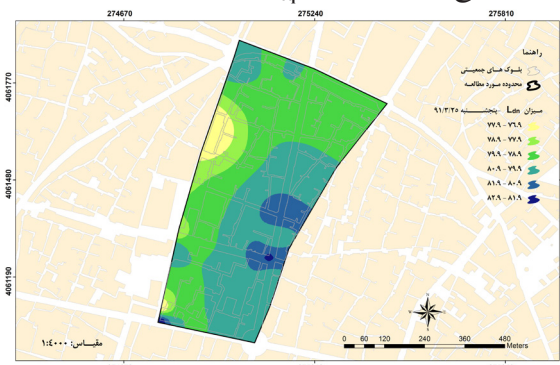 274670 275240 275810
4061770
4061480
4061190
راهنما
بلوک های جمعیتی
محدوده مورد مطالعه
میزان Ldn پنجشنبه ۹۱/۳/۲۵
۷۶.۹ - ۷۷.۹
۷۷.۹ - ۷۸.۹
۷۸.۹ - ۷۹.۹
۷۹.۹ - ۸۰.۹
۸۰.۹ - ۸۱.۹
۸۱.۹ - ۸۲.۹
مقیاس: ۱:٤۰۰۰
0 60 120 240 360 480
Meters